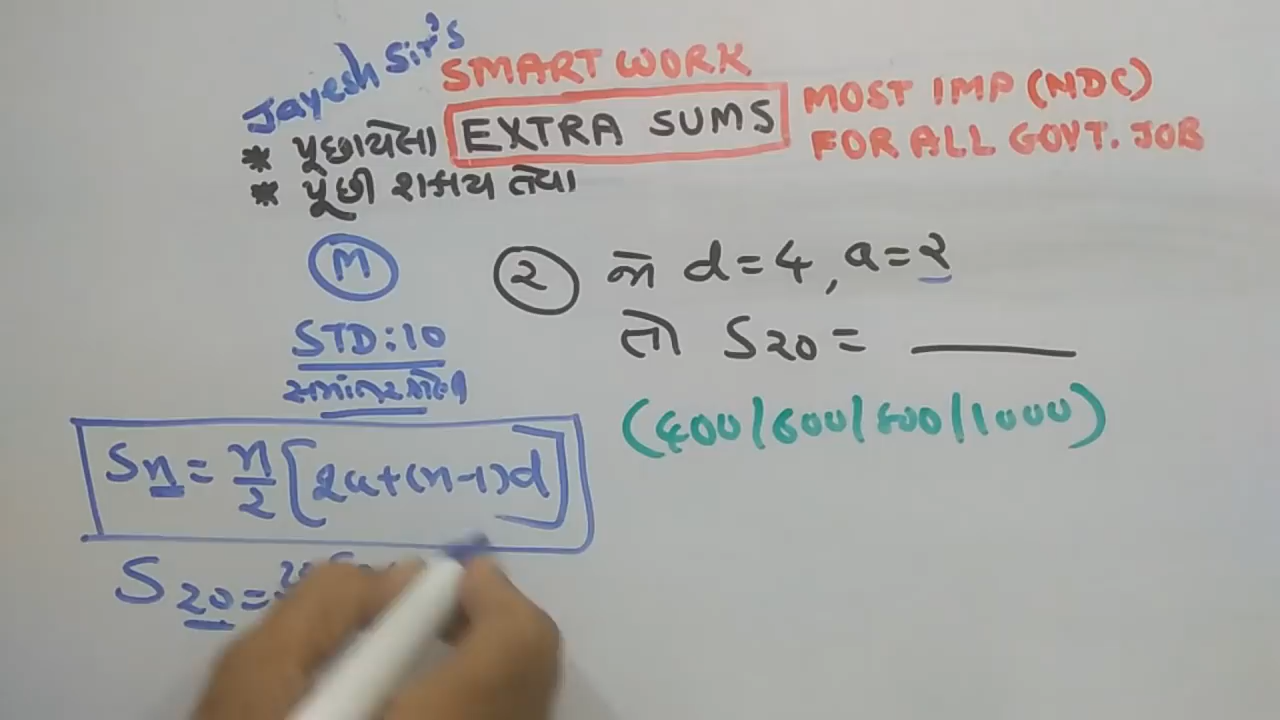 Jayesh Sir's
SMART WORK
* પૂછાયેલા EXTRA SUMS
* પૂછી શકાય તેવા
MOST IMP (NDC)
FOR ALL GOVT. JOB
M
STD:10
સમાંતર શ્રેણી
② જો d=4, a=2
તો S20 = ____
(400/600/800/1000)
Sn = n/2 [2a+(n-1)d]
S20 =